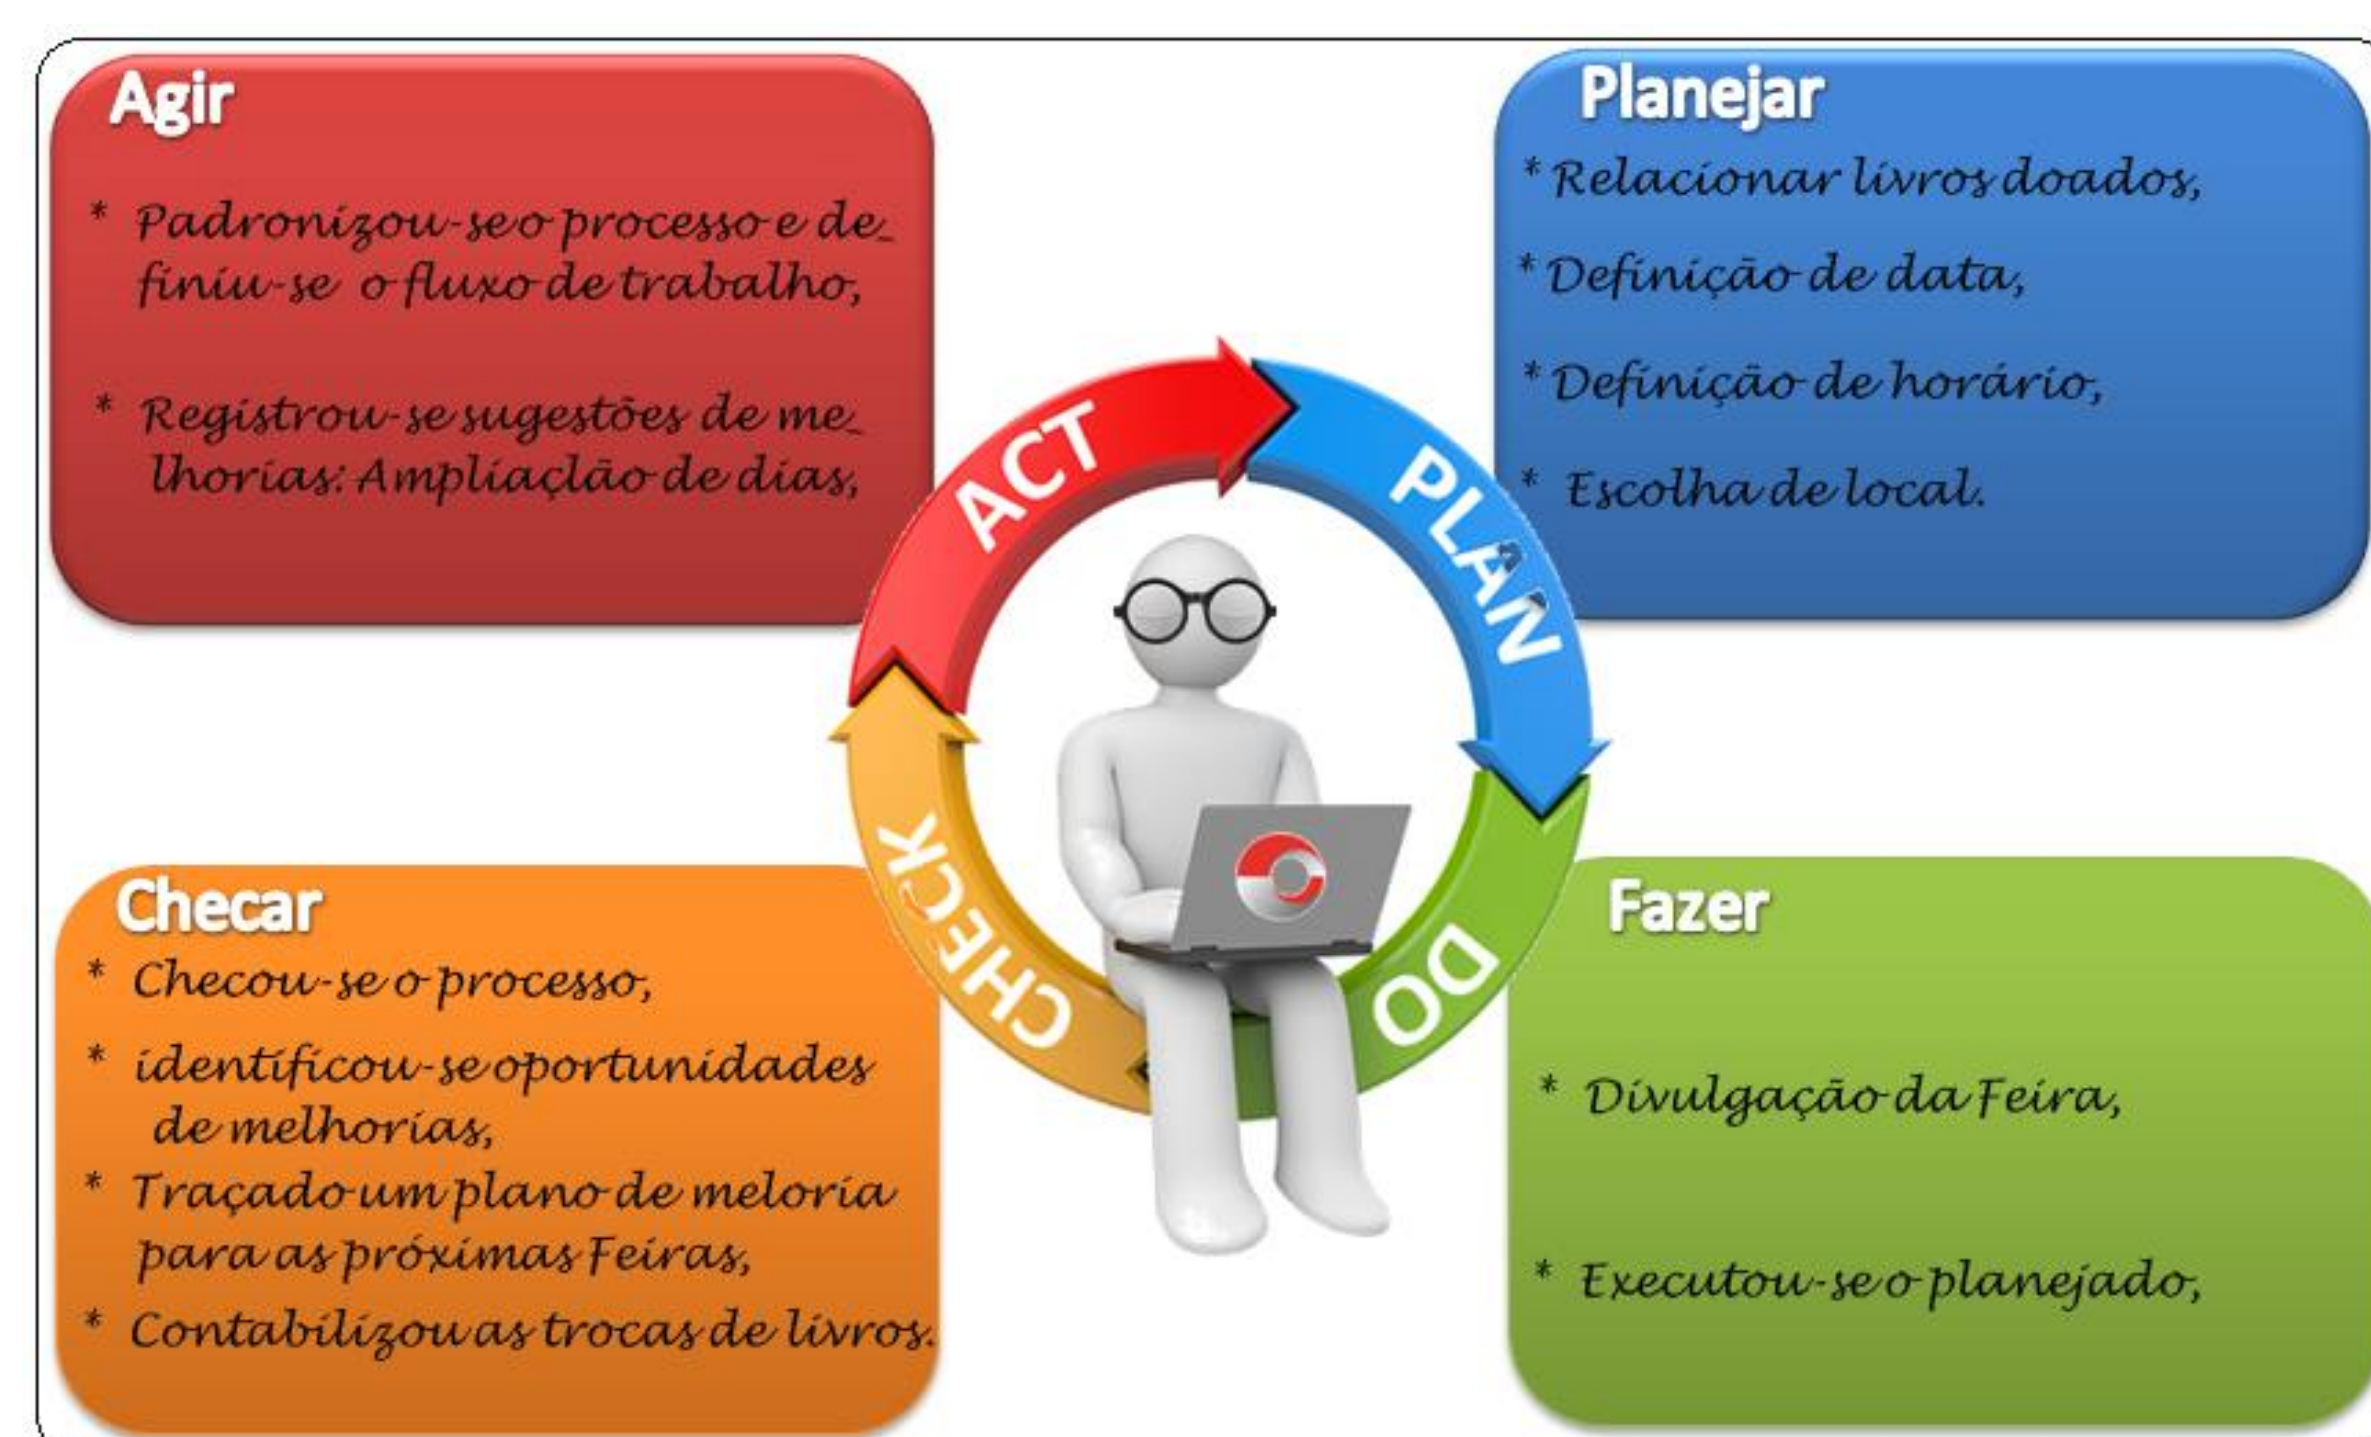 Agir
* Padronizou-se o processo e de_
finiu-se o fluxo de trabalho,
* Registrou-se sugestões de me_
lhorias: Ampliaçlão de dias,
Planejar
* Relacionar livros doados,
* Definição de data,
* Definição de horário,
* Escolha de local.
ACT
PLAN
DO
CHECK
Checar
* Checou-se o processo,
* identificou-se oportunidades
de melhorias,
* Traçado um plano de meloria
para as próximas Feiras,
* Contabilizou as trocas de livros.
Fazer
* Divulgação da Feira,
* Executou-se o planejado,